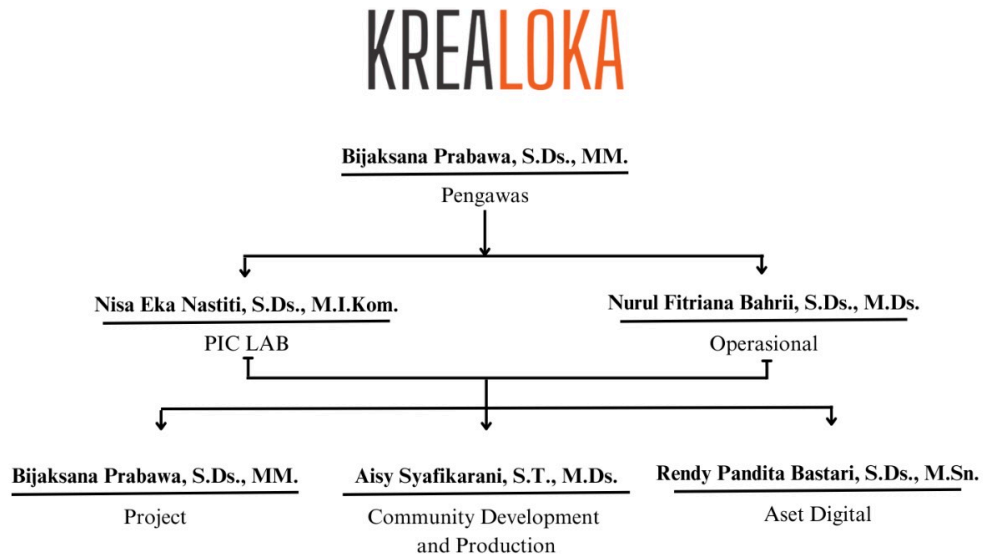 KREALOKA
Bijaksana Prabawa, S.Ds., MM.
Pengawas
Nisa Eka Nastiti, S.Ds., M.I.Kom.
PIC LAB
Nurul Fitriana Bahrii, S.Ds., M.Ds.
Operasional
Bijaksana Prabawa, S.Ds., MM.
Project
Aisy Syafikarani, S.T., M.Ds.
Community Development
and Production
Rendy Pandita Bastari, S.Ds., M.Sn.
Aset Digital